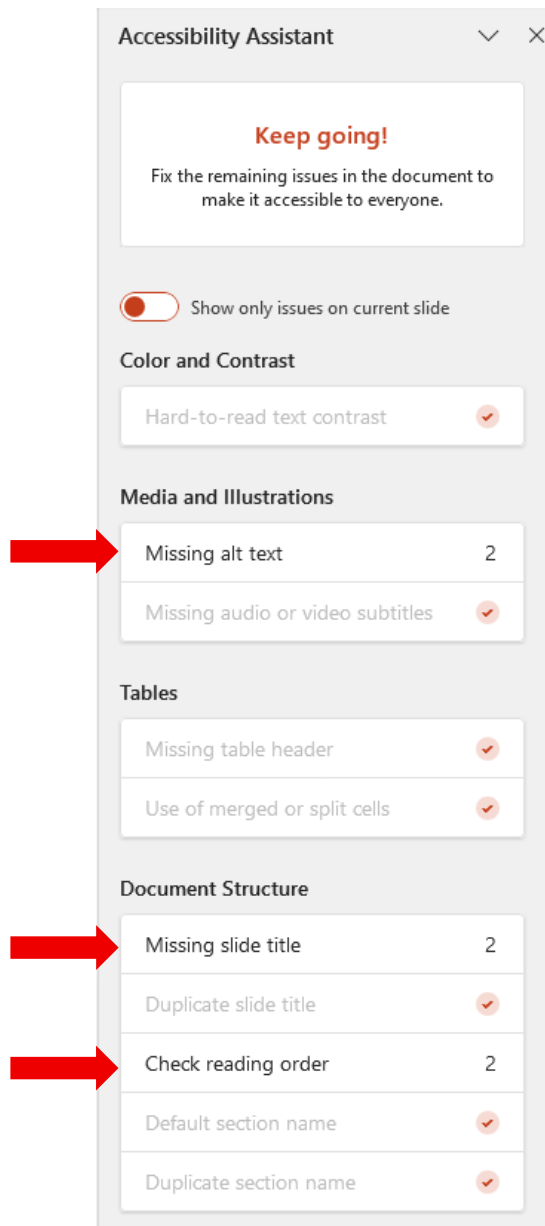 Accessibility Assistant
Keep going!
Fix the remaining issues in the document to
make it accessible to everyone.
Show only issues on current slide
Color and Contrast
Hard-to-read text contrast
Media and Illustrations
Missing alt text 2
Missing audio or video subtitles
Tables
Missing table header
Use of merged or split cells
Document Structure
Missing slide title 2
Duplicate slide title
Check reading order 2
Default section name
Duplicate section name